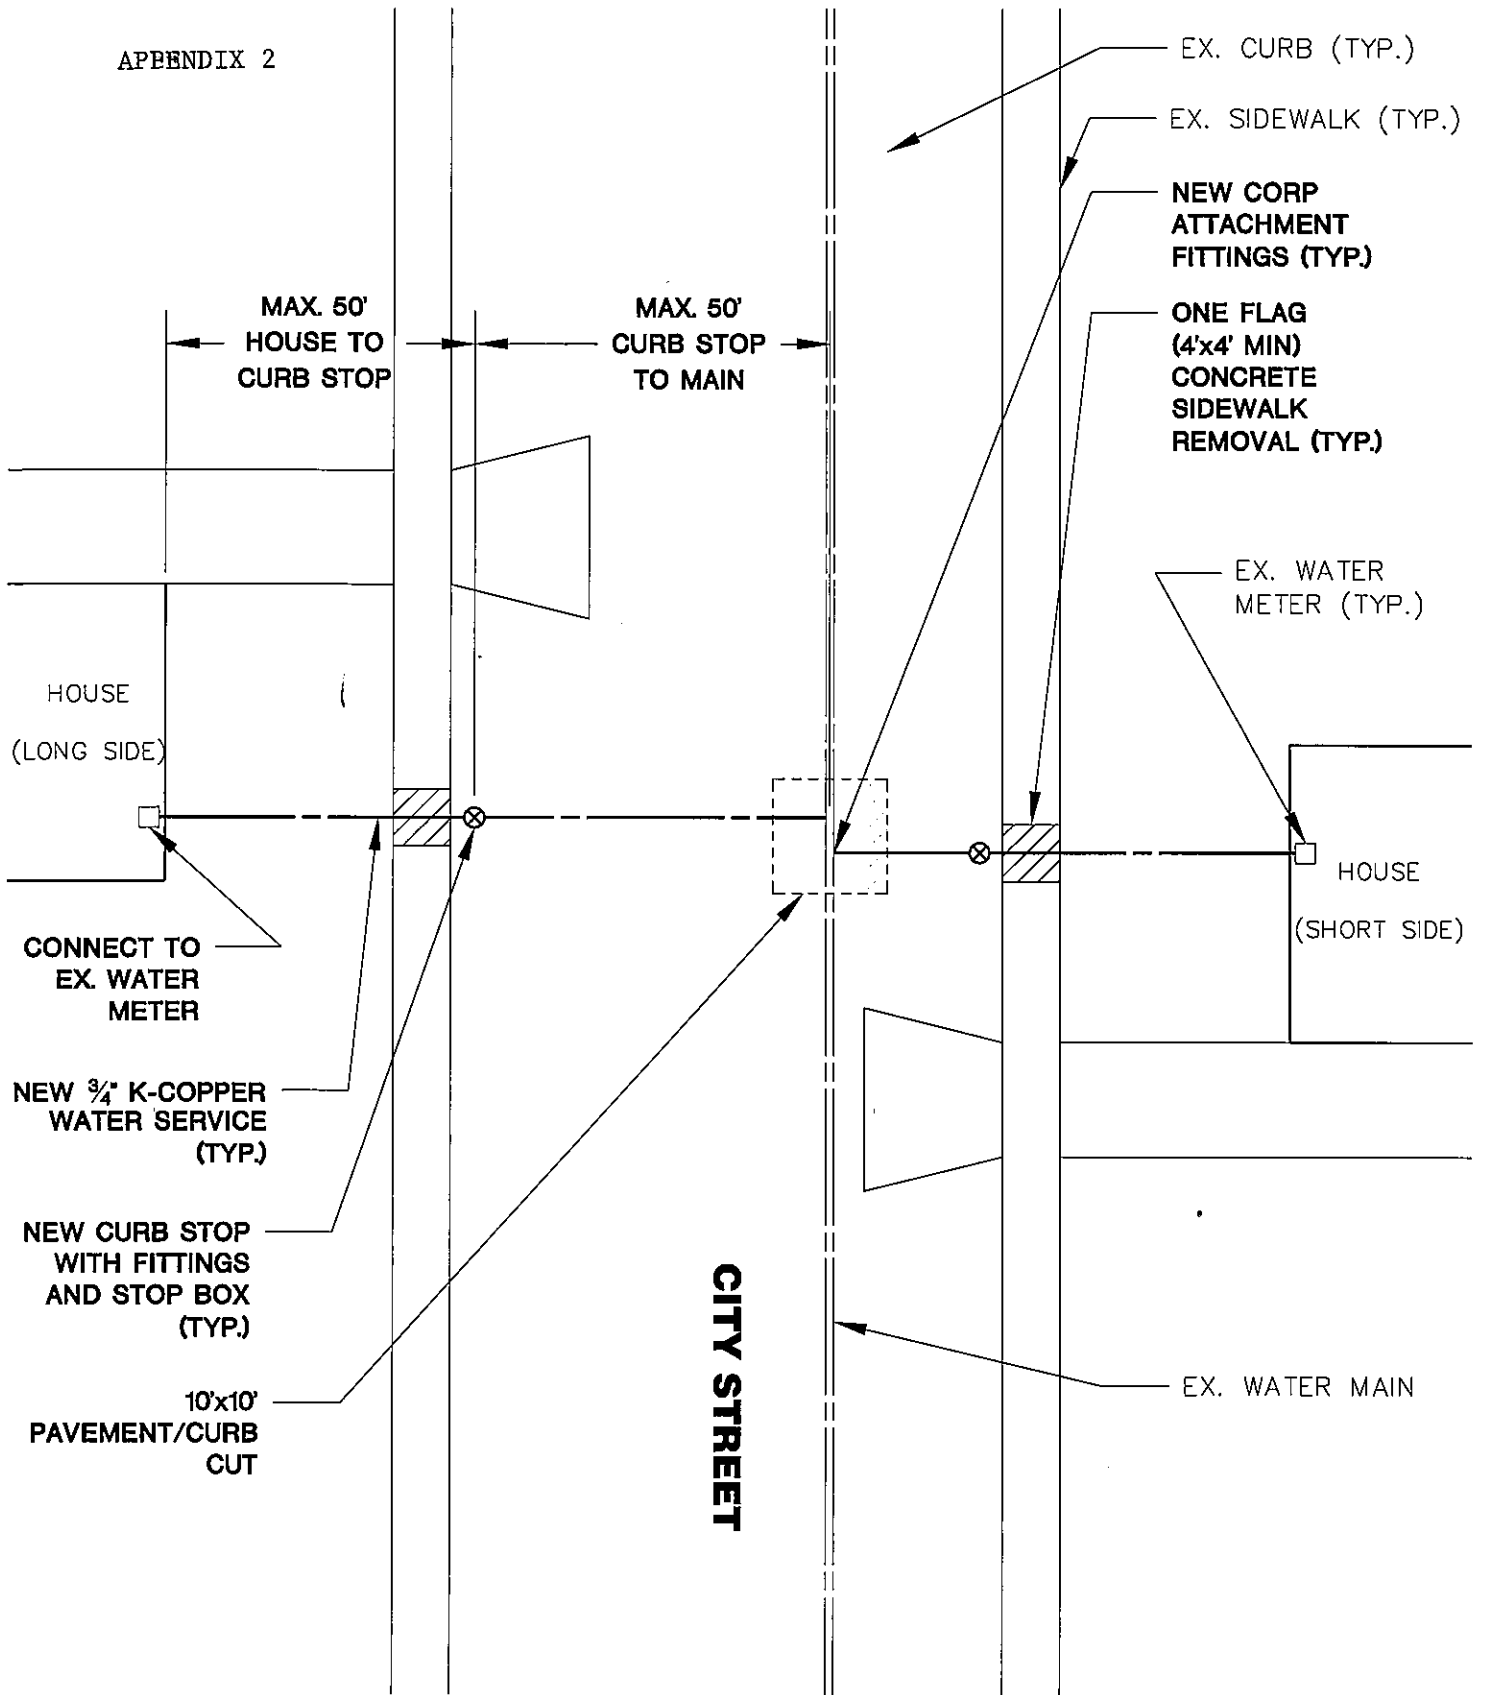 APPENDIX 2
EX. CURB (TYP.)
EX. SIDEWALK (TYP.)
NEW CORP
ATTACHMENT
FITTINGS (TYP.)
MAX. 50'
HOUSE TO
CURB STOP
MAX. 50'
CURB STOP
TO MAIN
ONE FLAG
(4'x4' MIN)
CONCRETE
SIDEWALK
REMOVAL (TYP.)
EX. WATER
METER (TYP.)
HOUSE
(LONG SIDE)
HOUSE
(SHORT SIDE)
CONNECT TO
EX. WATER
METER
NEW ¾" K-COPPER
WATER SERVICE
(TYP.)
NEW CURB STOP
WITH FITTINGS
AND STOP BOX
(TYP.)
10'x10'
PAVEMENT/CURB
CUT
CITY STREET
EX. WATER MAIN